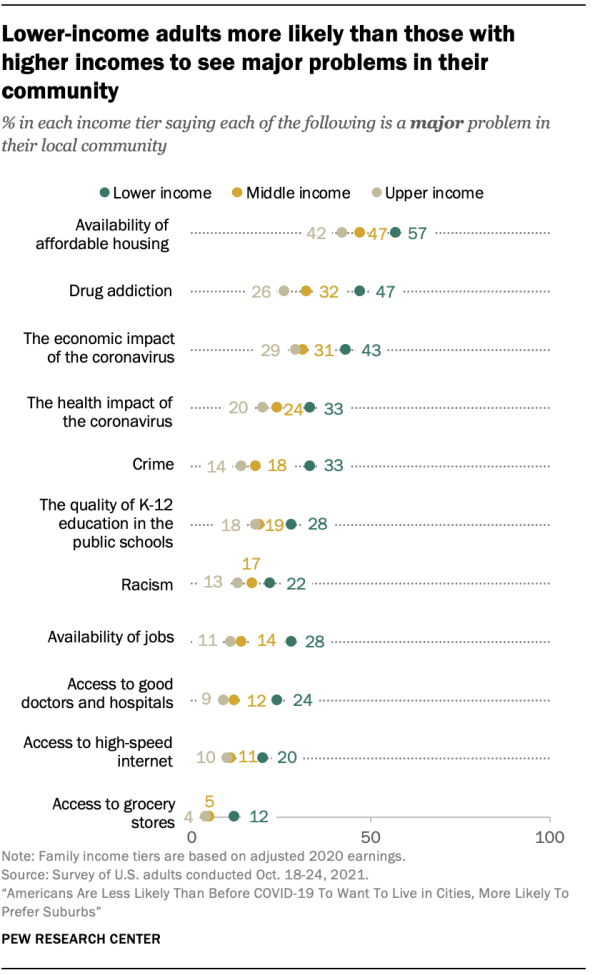 Lower-income adults more likely than those with
higher incomes to see major problems in their
community
% in each income tier saying each of the following is a major problem in
their local community
Lower income Middle income Upper income
Availability of
affordable housing
42 47 57
Drug addiction
26 32 47
The economic impact
of the coronavirus
29 31 43
The health impact of
the coronavirus
20 24 33
Crime
14 18 33
The quality of K-12
education in the
public schools
18 19 28
Racism
13 17 22
Availability of jobs
11 14 28
Access to good
doctors and hospitals
9 12 24
Access to high-speed
internet
10 11 20
Access to grocery
stores
4 5 12
0 50 100
Note: Family income tiers are based on adjusted 2020 earnings.
Source: Survey of U.S. adults conducted Oct. 18-24, 2021.
“Americans Are Less Likely Than Before COVID-19 To Want To Live in Cities, More Likely To
Prefer Suburbs”
PEW RESEARCH CENTER